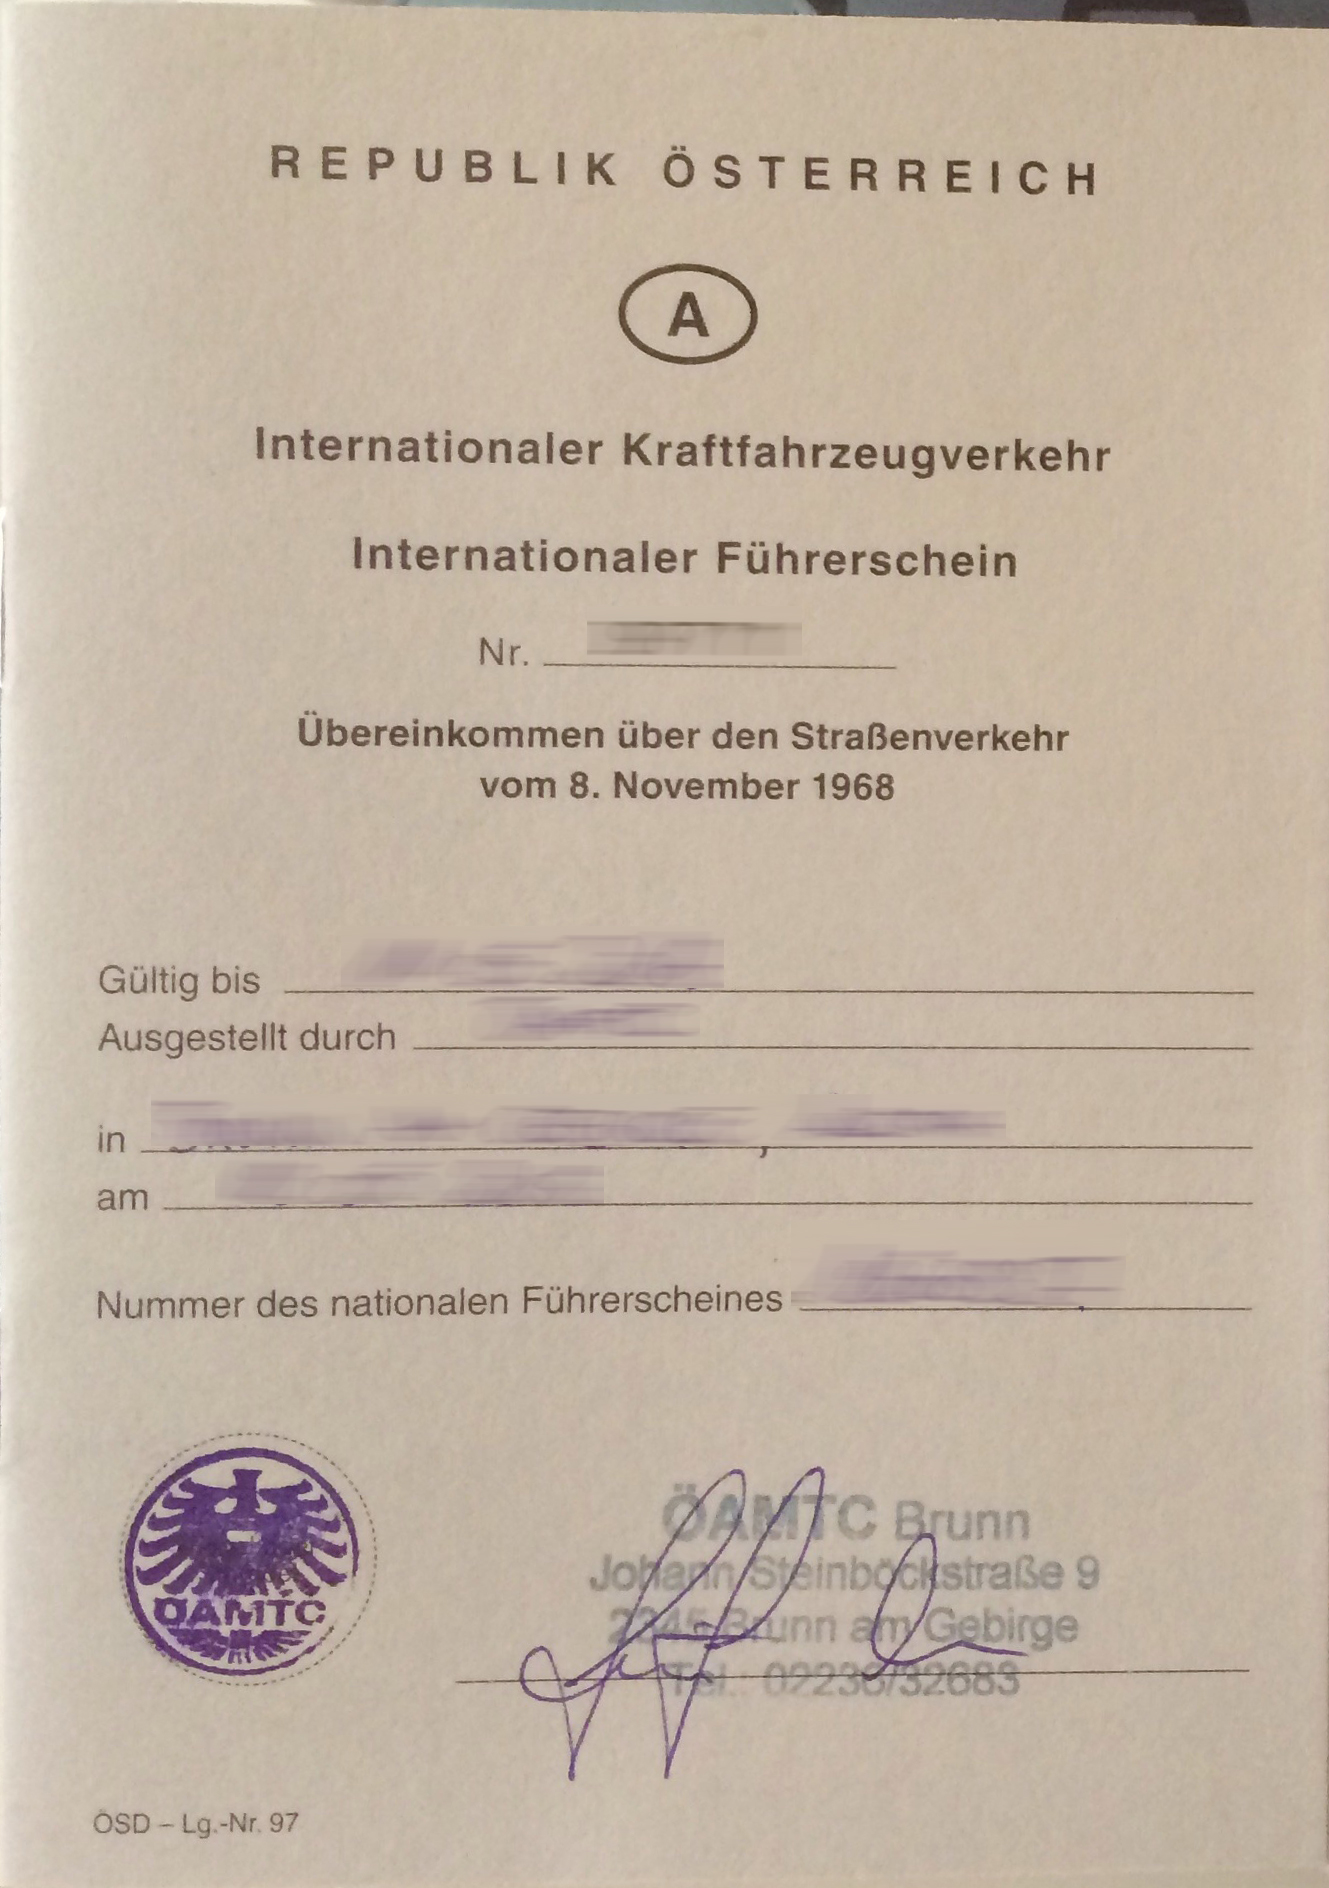 REPUBLIK ÖSTERREICH
A
Internationaler Kraftfahrzeugverkehr
Internationaler Führerschein
Nr.
Übereinkommen über den Straßenverkehr
vom 8. November 1968
Gültig bis
Ausgestellt durch
in ,
am
Nummer des nationalen Führerscheines
ÖAMTC
ÖAMTC Brunn
Johann Steinböckstraße 9
2345 Brunn am Gebirge
Tel.: 02236/32683
ÖSD – Lg.-Nr. 97